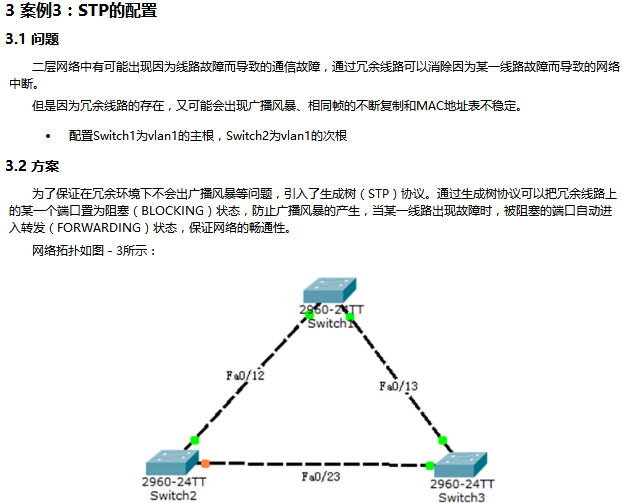 3 案例3：STP的配置
3.1 问题
二层网络中有可能出现因为线路故障而导致的通信故障，通过冗余线路可以消除因为某一线路故障而导致的网络
中断。
但是因为冗余线路的存在，又可能会出现广播风暴、相同帧的不断复制和MAC地址表不稳定。
• 配置Switch1为vlan1的主根，Switch2为vlan1的次根
3.2 方案
为了保证在冗余环境下不会出广播风暴等问题，引入了生成树（STP）协议。通过生成树协议可以把冗余线路上
的某一个端口置为阻塞（BLOCKING）状态，防止广播风暴的产生，当某一线路出现故障时，被阻塞的端口自动进
入转发（FORWARDING）状态，保证网络的畅通性。
网络拓扑如图－3所示：
2960-24TT
Switch1
Fa0/12
Fa0/13
2960-24TT
Switch2
Fa0/23
2960-24TT
Switch3